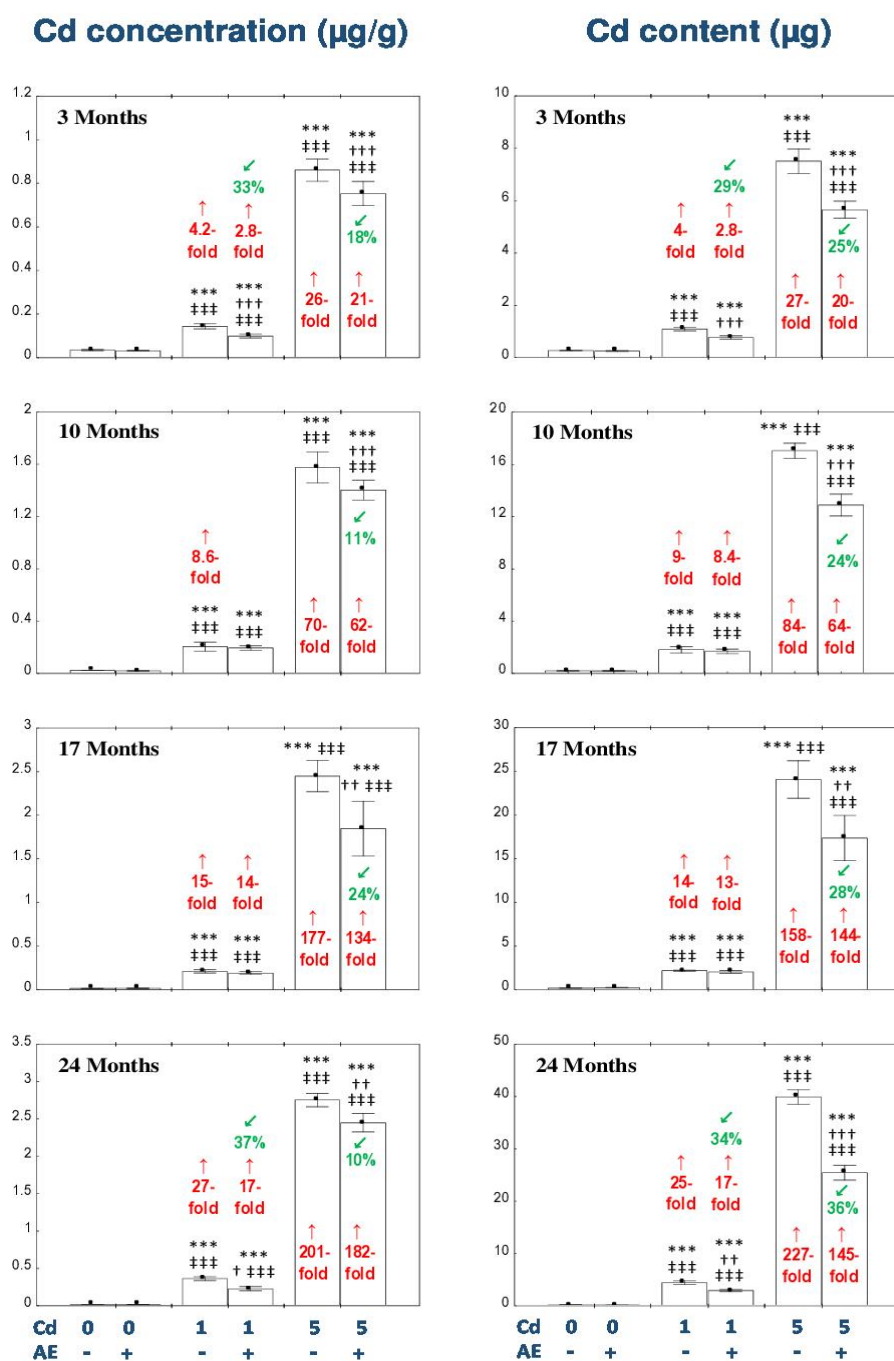 Cd concentration (µg/g)
Cd content (µg)
3 Months
1.2
1
0.8
0.6
0.4
0.2
0
*** ‡‡‡
↑ 4.2-fold
*** ††† ‡‡‡
↑ 2.8-fold
↙ 33%
*** ‡‡‡
↑ 26-fold
*** ††† ‡‡‡
↙ 18%
↑ 21-fold
3 Months
10
8
6
4
2
0
*** ‡‡‡
↑ 4-fold
*** †††
↑ 2.8-fold
↙ 29%
*** ‡‡‡
↑ 27-fold
*** ††† ‡‡‡
↙ 25%
↑ 20-fold
10 Months
2
1.6
1.2
0.8
0.4
0
*** ‡‡‡
↑ 8.6-fold
*** ‡‡‡
*** ‡‡‡
↑ 70-fold
*** ††† ‡‡‡
↙ 11%
↑ 62-fold
10 Months
20
16
12
8
4
0
*** ‡‡‡
↑ 9-fold
*** ‡‡‡
↑ 8.4-fold
*** ‡‡‡
↑ 84-fold
*** ††† ‡‡‡
↙ 24%
↑ 64-fold
17 Months
3
2.5
2
1.5
1
0.5
0
*** ‡‡‡
↑ 15-fold
*** ‡‡‡
↑ 14-fold
*** ‡‡‡
↑ 177-fold
*** †† ‡‡‡
↙ 24%
↑ 134-fold
17 Months
30
25
20
15
10
5
0
*** ‡‡‡
↑ 14-fold
*** ‡‡‡
↑ 13-fold
*** ‡‡‡
↑ 158-fold
*** †† ‡‡‡
↙ 28%
↑ 144-fold
24 Months
3.5
3
2.5
2
1.5
1
0.5
0
*** ‡‡‡
↑ 27-fold
*** † ‡‡‡
↑ 17-fold
↙ 37%
*** ‡‡‡
↑ 201-fold
*** †† ‡‡‡
↙ 10%
↑ 182-fold
24 Months
50
40
30
20
10
0
*** ‡‡‡
↑ 25-fold
*** †† ‡‡‡
↑ 17-fold
↙ 34%
*** ‡‡‡
↑ 227-fold
*** ††† ‡‡‡
↙ 36%
↑ 145-fold
Cd 0 0 1 1 5 5
AE - + - + - +
Cd 0 0 1 1 5 5
AE - + - + - +